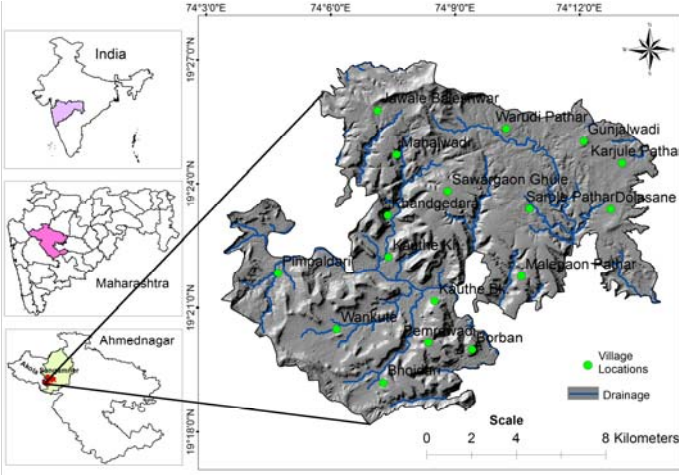 74°3'0"E 74°6'0"E 74°9'0"E 74°12'0"E
India
19°27'0"N
Jawale Baleshwar
Warudi Pathar
Gunjalwadi
Mahalwadi
Karjule Pathar
19°24'0"N
Sawargaon Ghule
Sarole Pathar Dolasane
Khandgedara
Kauthe Kh
Pimpaldari
Malegaon Pathar
Maharashtra
19°21'0"N
Kauthe Bk
Wankute
Ahmednagar
Pemrewadi
Borban
Akole Sangamner
Village
Locations
Bhojdari
Drainage
19°18'0"N
Scale
0 2 4 8 Kilometers
N
W E
S